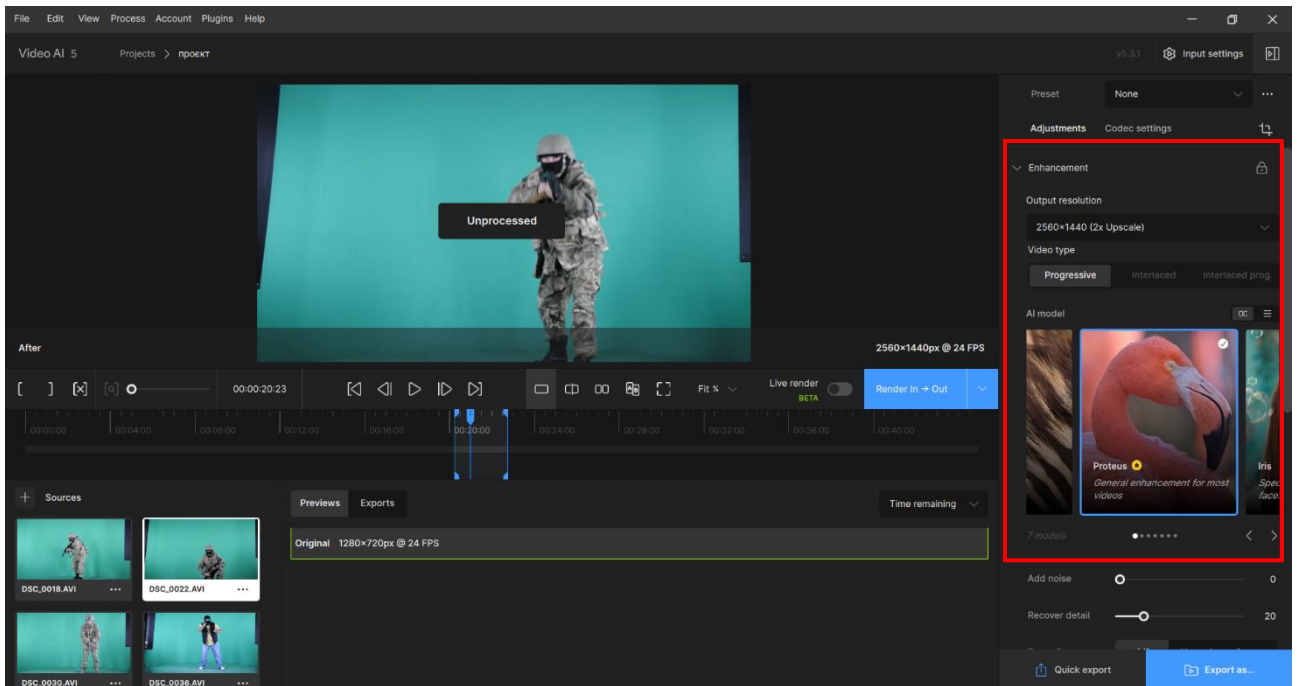 File Edit View Process Account Plugins Help
Video AI 5 Projects > проєкт v5.3.1 Input settings
Preset None
Adjustments Codec settings
Enhancement
Output resolution
2560×1440 (2x Upscale)
Video type
Progressive Interlaced Interlaced prog.
AI model
Proteus
General enhancement for most
videos
Iris
7 models
Add noise 0
Recover detail 20
Quick export Export as...
Unprocessed
After 2560×1440px @ 24 FPS
00:00:20:23 Fit % Live render
BETA
Render In → Out
00:00:00 00:04:00 00:08:00 00:12:00 00:16:00 00:20:00 00:24:00 00:28:00 00:32:00 00:36:00 00:40:00
Sources
DSC_0018.AVI DSC_0022.AVI
DSC_0030.AVI DSC_0036.AVI
Previews Exports Time remaining
Original 1280×720px @ 24 FPS